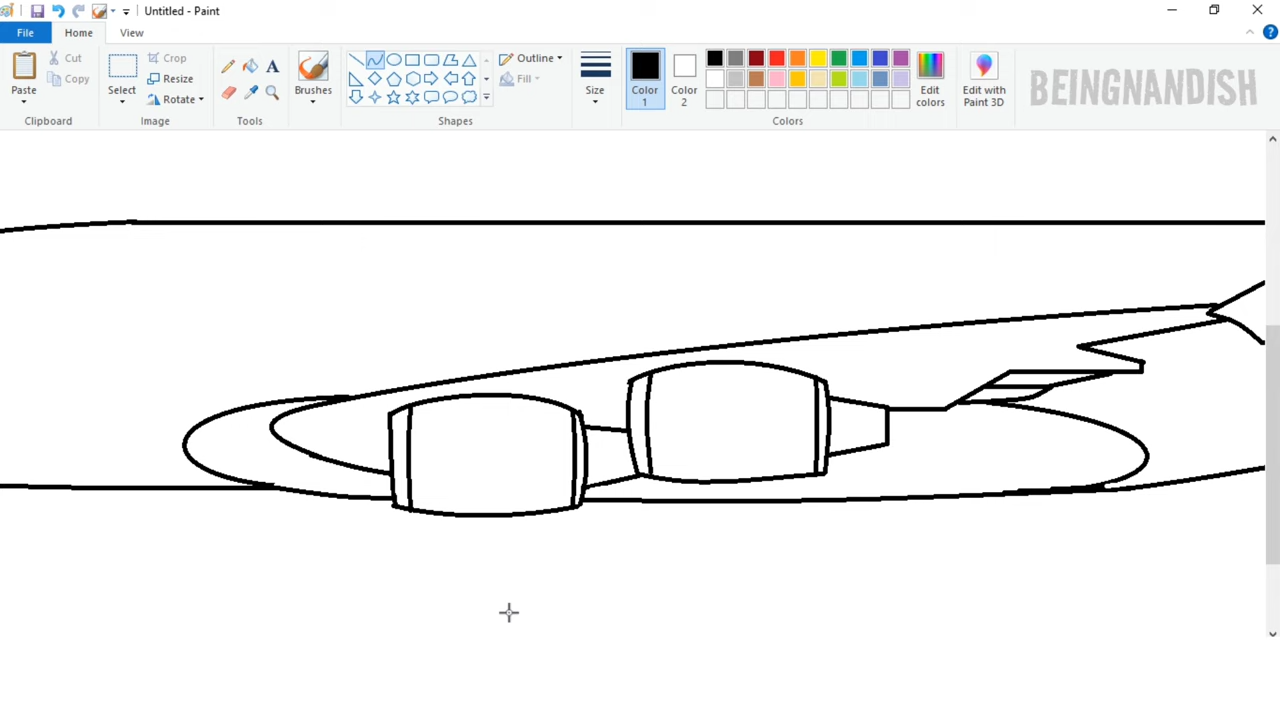 Untitled - Paint
File Home View
Paste
Cut
Copy
Clipboard
Select
Crop
Resize
Rotate
Image
Tools
Brushes
Outline
Fill
Shapes
Size
Color 1
Color 2
Edit colors
Colors
Edit with Paint 3D
BEINGNANDISH